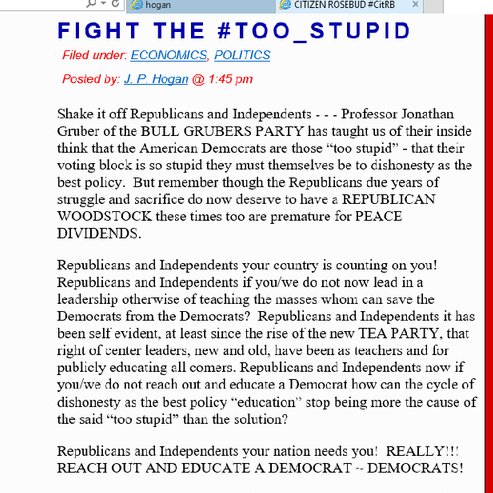 hogan
CITIZEN ROSEBUD #CitRB
FIGHT THE #TOO_STUPID
Filed under: ECONOMICS, POLITICS
Posted by: J. P. Hogan @ 1:45 pm
Shake it off Republicans and Independents - - - Professor Jonathan
Gruber of the BULL GRUBERS PARTY has taught us of their inside
think that the American Democrats are those “too stupid” - that their
voting block is so stupid they must themselves be to dishonesty as the
best policy. But remember though the Republicans due years of
struggle and sacrifice do now deserve to have a REPUBLICAN
WOODSTOCK these times too are premature for PEACE
DIVIDENDS.
Republicans and Independents your country is counting on you!
Republicans and Independents if you/we do not now lead in a
leadership otherwise of teaching the masses whom can save the
Democrats from the Democrats? Republicans and Independents it has
been self evident, at least since the rise of the new TEA PARTY, that
right of center leaders, new and old, have been as teachers and for
publicly educating all comers. Republicans and Independents now if
you/we do not reach out and educate a Democrat how can the cycle of
dishonesty as the best policy “education” stop being more the cause of
the said “too stupid” than the solution?
Republicans and Independents your nation needs you! REALLY!!!
REACH OUT AND EDUCATE A DEMOCRAT -- DEMOCRATS!